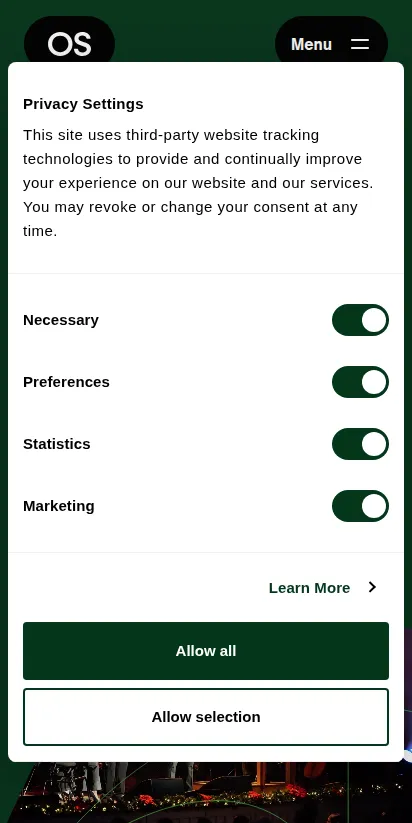 OS
Menu
Privacy Settings
This site uses third-party website tracking
technologies to provide and continually improve
your experience on our website and our services.
You may revoke or change your consent at any
time.
Necessary
Preferences
Statistics
Marketing
Learn More
Allow all
Allow selection